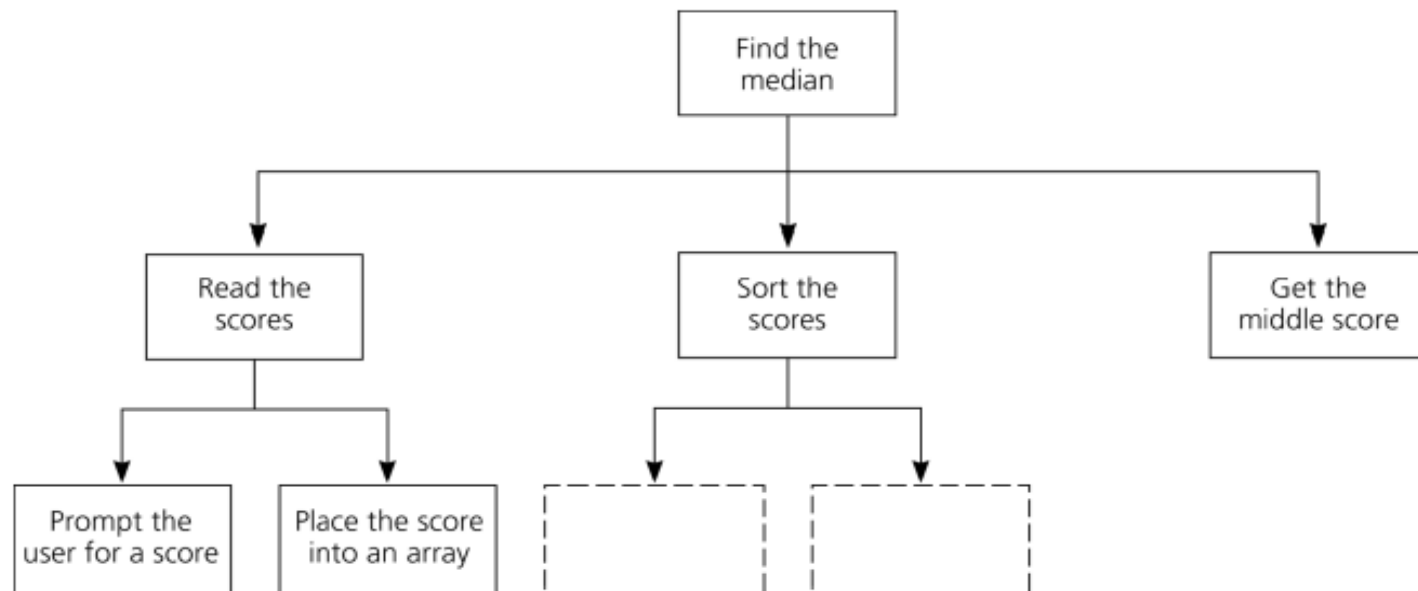 Find the
median
Read the
scores
Sort the
scores
Get the
middle score
Prompt the
user for a score
Place the score
into an array